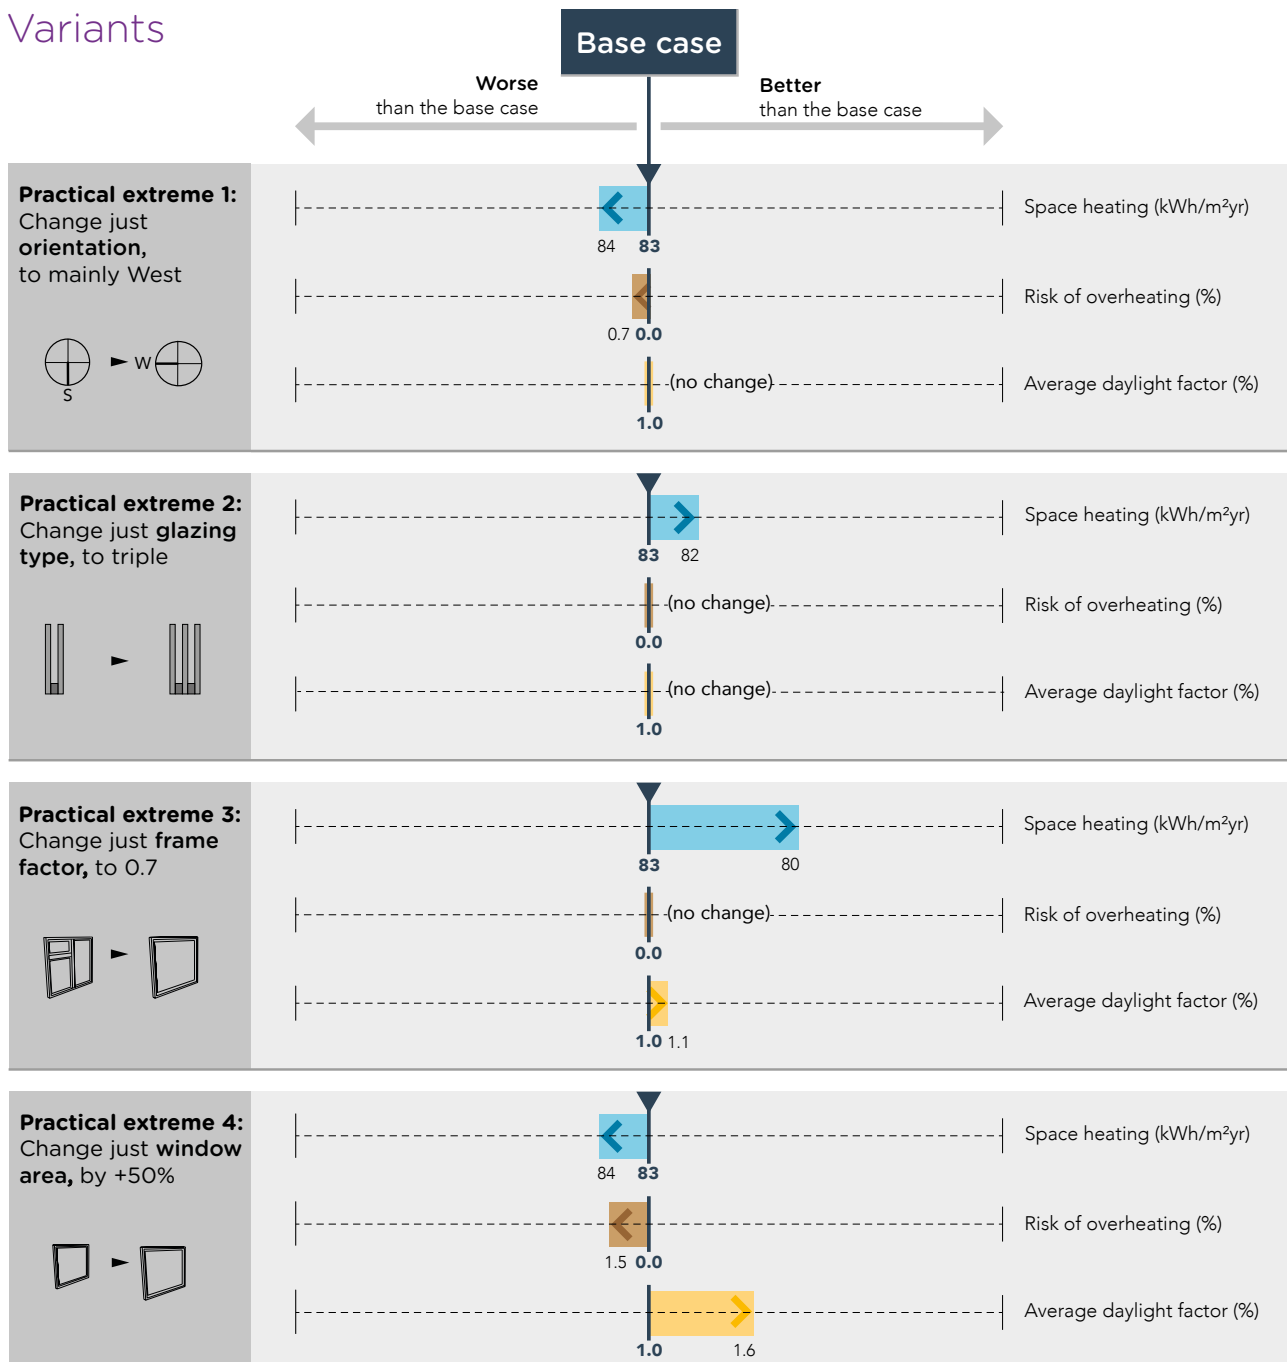 Variants
Base case
Worse
than the base case
Better
than the base case
Practical extreme 1:
Change just
orientation,
to mainly West
S
W
84 83
Space heating (kWh/m²yr)
0.7 0.0
Risk of overheating (%)
(no change)
1.0
Average daylight factor (%)
Practical extreme 2:
Change just glazing
type, to triple
83 82
Space heating (kWh/m²yr)
(no change)
0.0
Risk of overheating (%)
(no change)
1.0
Average daylight factor (%)
Practical extreme 3:
Change just frame
factor, to 0.7
83 80
Space heating (kWh/m²yr)
(no change)
0.0
Risk of overheating (%)
1.0 1.1
Average daylight factor (%)
Practical extreme 4:
Change just window
area, by +50%
84 83
Space heating (kWh/m²yr)
1.5 0.0
Risk of overheating (%)
1.0 1.6
Average daylight factor (%)